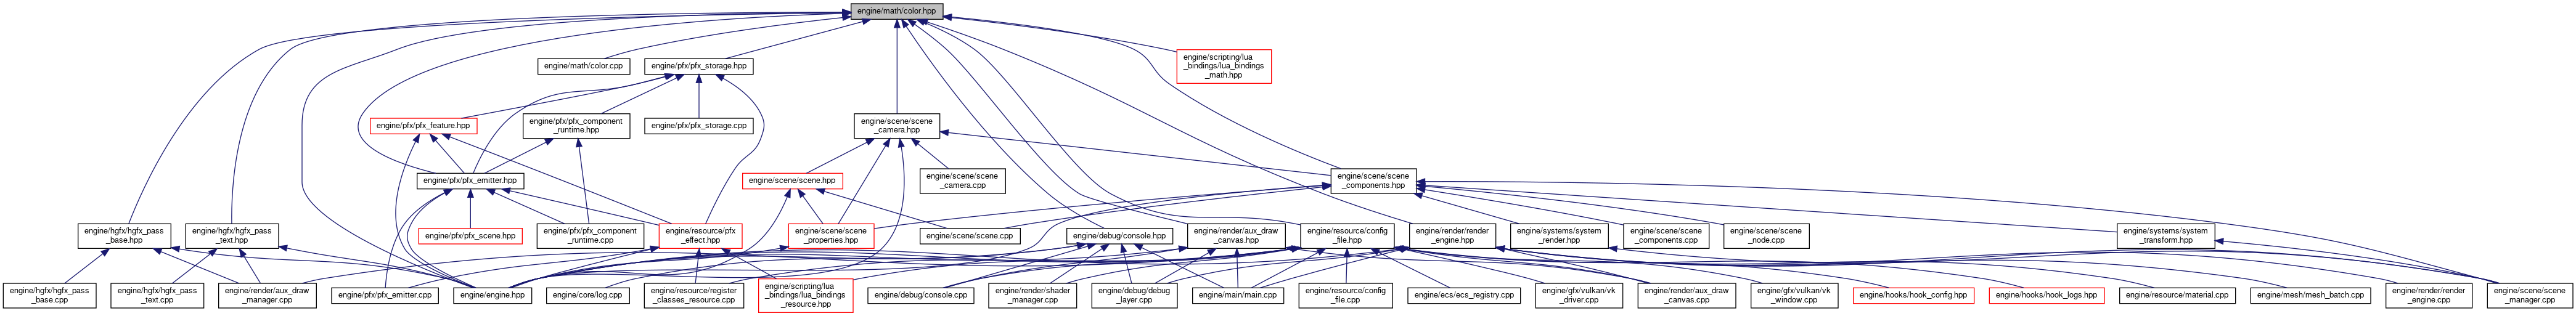 engine/math/color.hpp
engine/math/color.cpp
engine/pfx/pfx_storage.hpp
engine/scripting/lua
_bindings/lua_bindings
_math.hpp
engine/pfx/pfx_feature.hpp
engine/pfx/pfx_component
_runtime.hpp
engine/pfx/pfx_storage.cpp
engine/scene/scene
_camera.hpp
engine/pfx/pfx_emitter.hpp
engine/scene/scene.hpp
engine/scene/scene
_camera.cpp
engine/scene/scene
_components.hpp
engine/hgfx/hgfx_pass
_base.hpp
engine/hgfx/hgfx_pass
_text.hpp
engine/pfx/pfx_scene.hpp
engine/pfx/pfx_component
_runtime.cpp
engine/resource/pfx
_effect.hpp
engine/scene/scene
_properties.hpp
engine/scene/scene.cpp
engine/debug/console.hpp
engine/render/aux_draw
_canvas.hpp
engine/resource/config
_file.hpp
engine/render/render
_engine.hpp
engine/systems/system
_render.hpp
engine/scene/scene
_components.cpp
engine/scene/scene
_node.cpp
engine/systems/system
_transform.hpp
engine/hgfx/hgfx_pass
_base.cpp
engine/hgfx/hgfx_pass
_text.cpp
engine/render/aux_draw
_manager.cpp
engine/pfx/pfx_emitter.cpp
engine/engine.hpp
engine/core/log.cpp
engine/resource/register
_classes_resource.cpp
engine/scripting/lua
_bindings/lua_bindings
_resource.hpp
engine/debug/console.cpp
engine/render/shader
_manager.cpp
engine/debug/debug
_layer.cpp
engine/main/main.cpp
engine/resource/config
_file.cpp
engine/ecs/ecs_registry.cpp
engine/gfx/vulkan/vk
_driver.cpp
engine/render/aux_draw
_canvas.cpp
engine/gfx/vulkan/vk
_window.cpp
engine/hooks/hook_config.hpp
engine/hooks/hook_logs.hpp
engine/resource/material.cpp
engine/mesh/mesh_batch.cpp
engine/render/render
_engine.cpp
engine/scene/scene
_manager.cpp